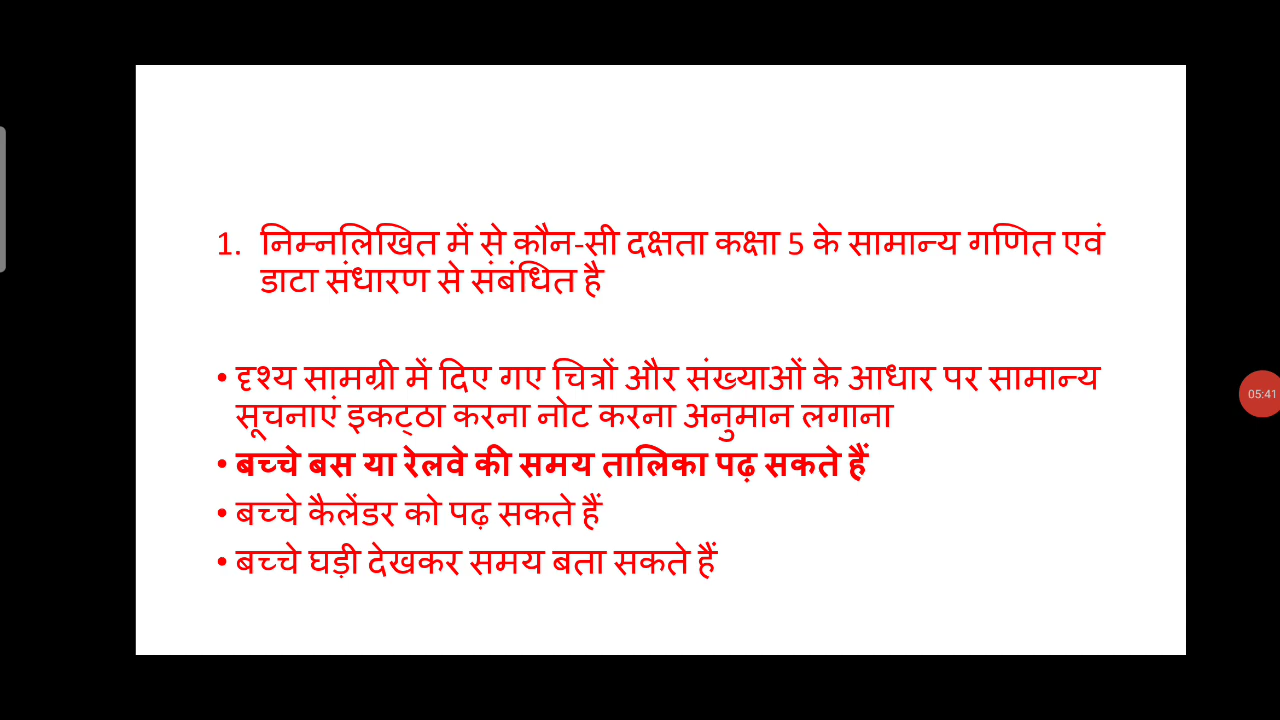 1. निम्नलिखित में से कौन-सी दक्षता कक्षा 5 के सामान्य गणित एवं
डाटा संधारण से संबंधित है
• दृश्य सामग्री में दिए गए चित्रों और संख्याओं के आधार पर सामान्य
सूचनाएं इकट्ठा करना नोट करना अनुमान लगाना
• बच्चे बस या रेलवे की समय तालिका पढ़ सकते हैं
• बच्चे कैलेंडर को पढ़ सकते हैं
• बच्चे घड़ी देखकर समय बता सकते हैं
05:41